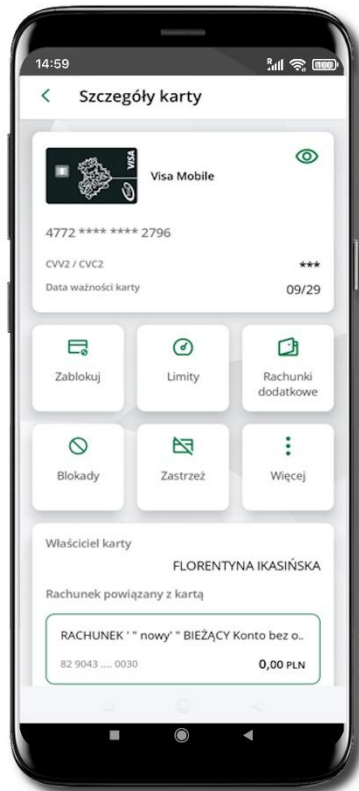 14:59
Szczegóły karty
VISA
Visa Mobile
4772 **** **** 2796
CVV2 / CVC2 ***
Data ważności karty 09/29
Zablokuj Limity Rachunki
dodatkowe
Blokady Zastrzeż Więcej
Właściciel karty
FLORENTYNA IKASIŃSKA
Rachunek powiązany z kartą
RACHUNEK ' " nowy' " BIEŻĄCY Konto bez o..
82 9043 .... 0030 0,00 PLN